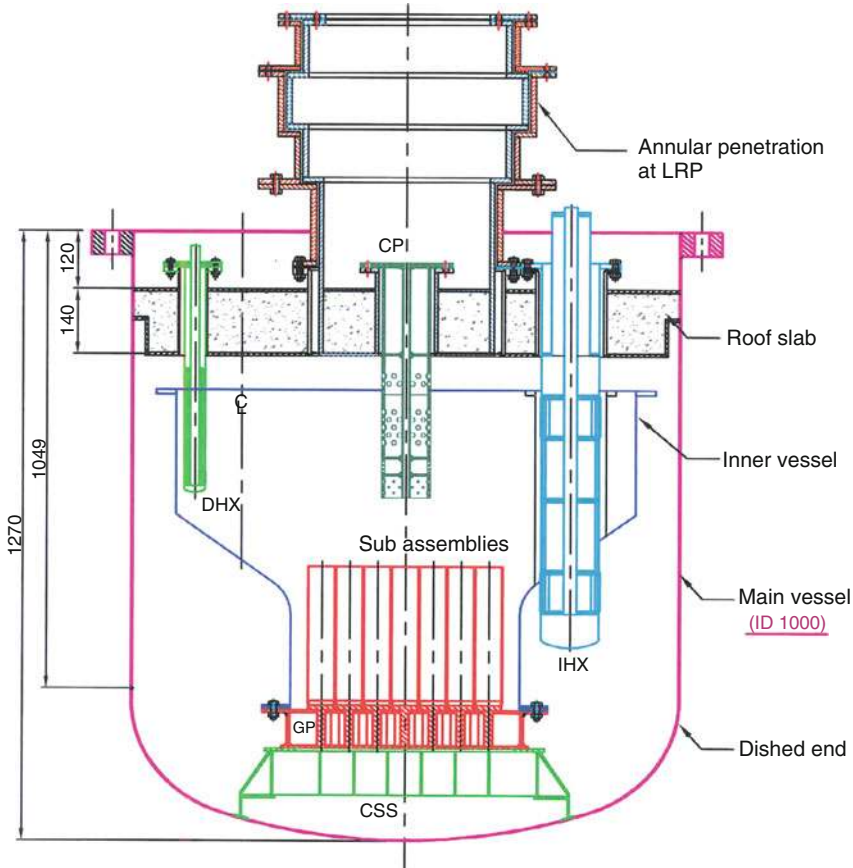 Annular penetration
at LRP
CP
120
140
Roof slab
1049
1270
CL
DHX
Inner vessel
Sub assemblies
Main vessel
(ID 1000)
IHX
GP
Dished end
CSS